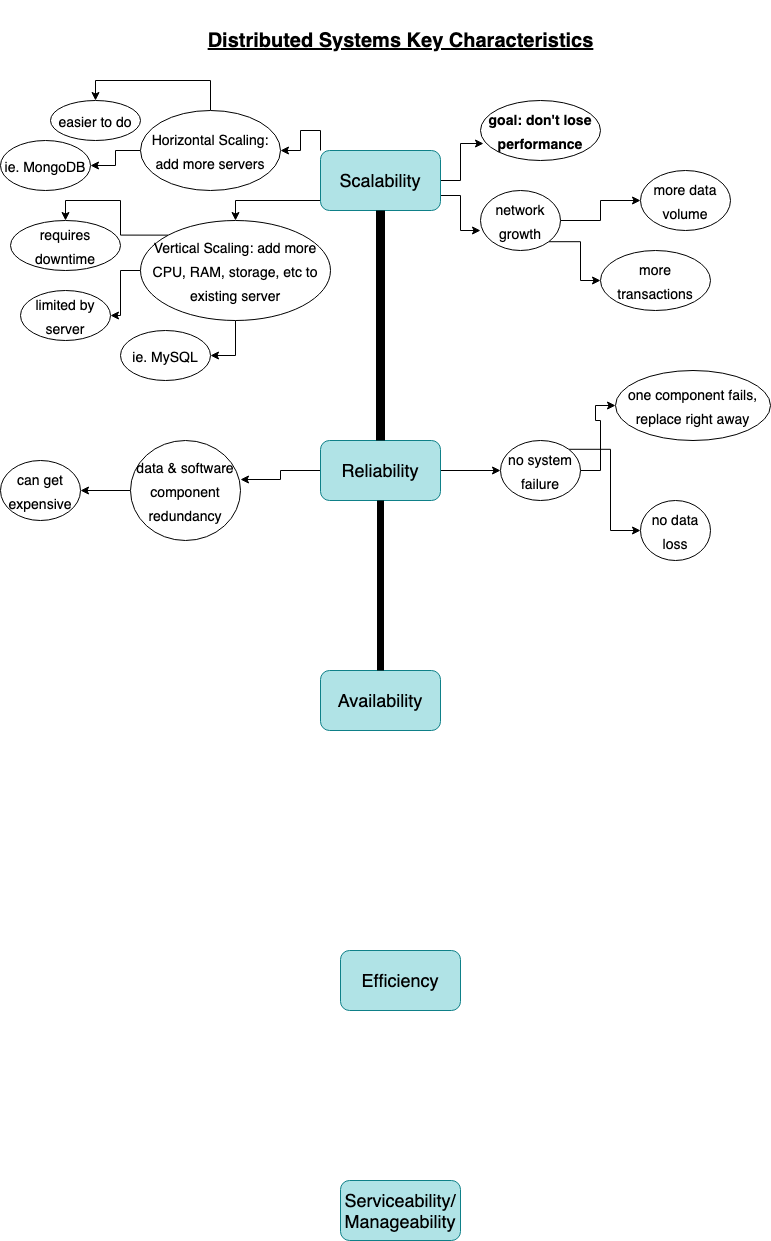 Distributed Systems Key Characteristics
easier to do
Horizontal Scaling:
add more servers
ie. MongoDB
goal: don't lose
performance
Scalability
network
growth
more data
volume
more
transactions
requires
downtime
Vertical Scaling: add more
CPU, RAM, storage, etc to
existing server
limited by
server
ie. MySQL
one component fails,
replace right away
Reliability
no system
failure
data & software
component
redundancy
can get
expensive
no data
loss
Availability
Efficiency
Serviceability/
Manageability